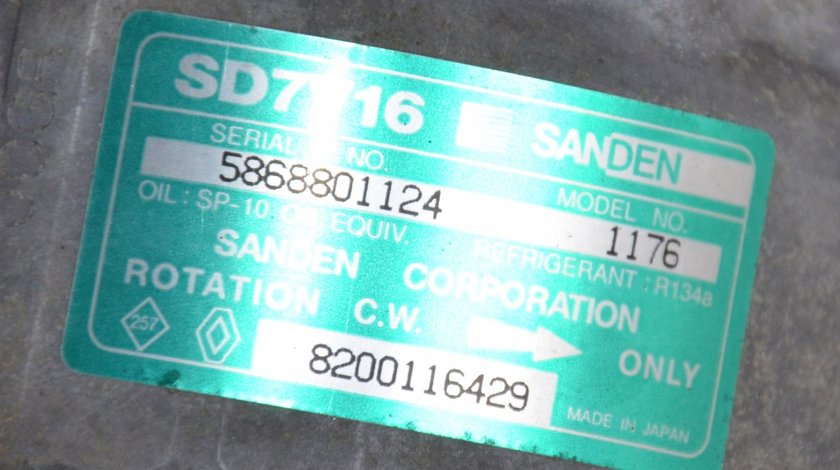 SD7V16 SANDEN
SERIAL NO. MODEL NO.
5868801124 1176
OIL : SP-10 OR EQUIV. REFRIGERANT : R134a
SANDEN CORPORATION
ROTATION C.W. ONLY
257
8200116429
MADE IN JAPAN